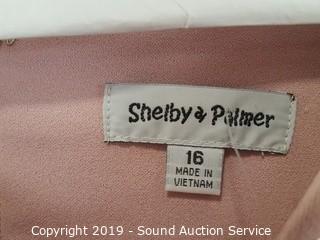 Shelby & Palmer
16
MADE IN
VIETNAM
Copyright 2019 - Sound Auction Service